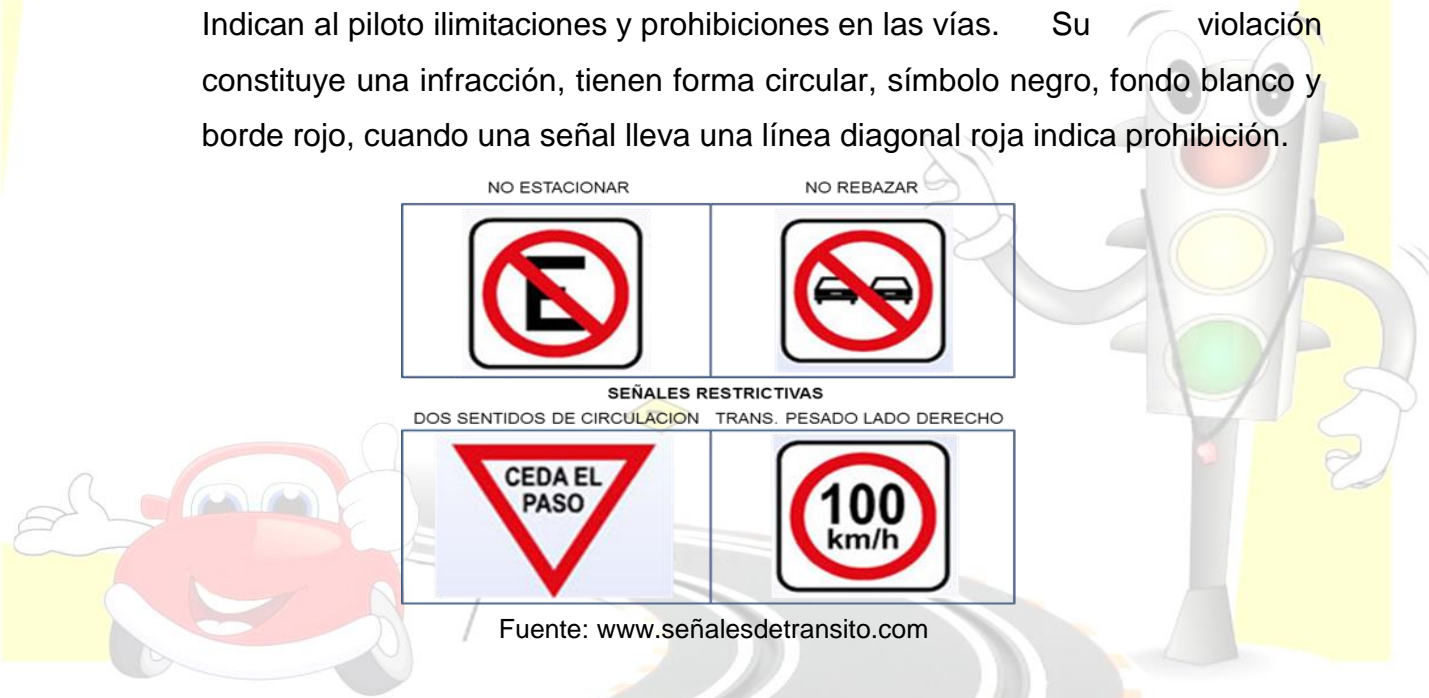 Indican al piloto ilimitaciones y prohibiciones en las vías. Su violación
constituye una infracción, tienen forma circular, símbolo negro, fondo blanco y
borde rojo, cuando una señal lleva una línea diagonal roja indica prohibición.
NO ESTACIONAR NO REBAZAR
E
SEÑALES RESTRICTIVAS
DOS SENTIDOS DE CIRCULACION TRANS. PESADO LADO DERECHO
CEDA EL
PASO
100
km/h
Fuente: www.señalesdetransito.com